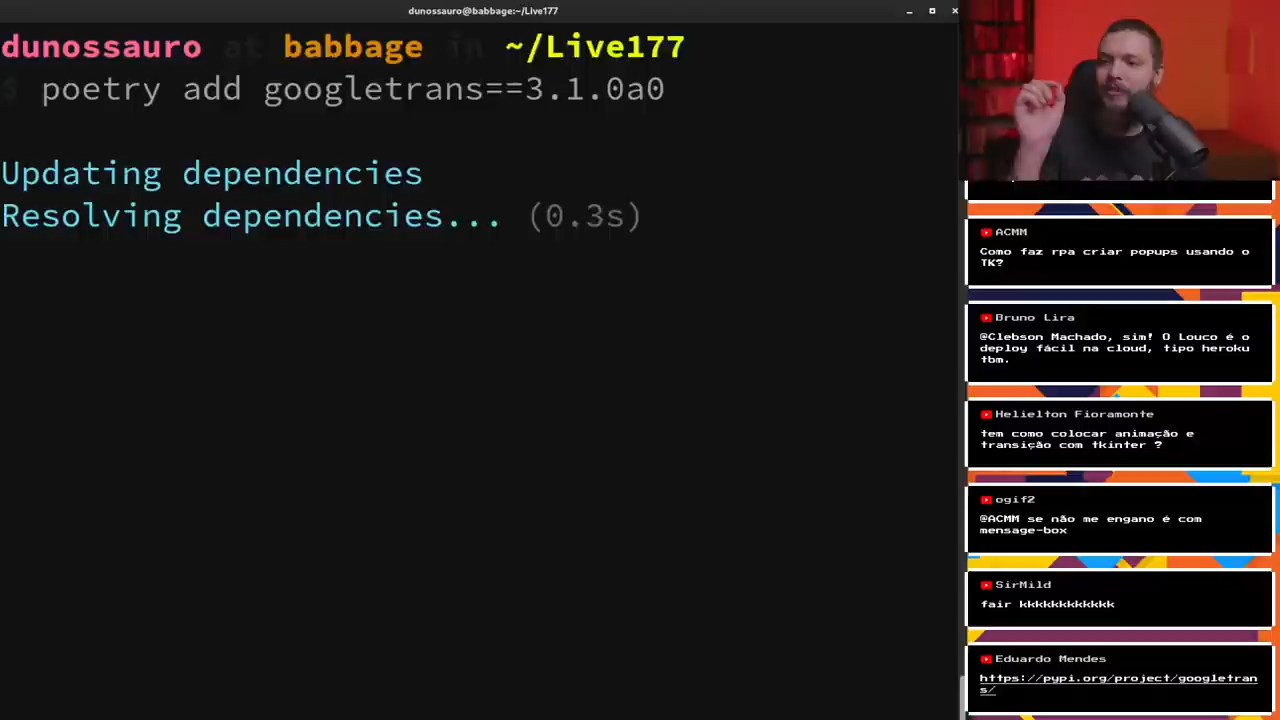 dunossauro@babbage:~/Live177
dunossauro at babbage in ~/Live177
$ poetry add googletrans==3.1.0a0
Updating dependencies
Resolving dependencies... (0.3s)
ACMM
Como faz rpa criar popups usando o
TK?
Bruno Lira
@Clebson Machado, sim! O Louco é o
deploy fácil na cloud, tipo heroku
tbm.
Helielton Fioramonte
tem como colocar animação e
transição com tkinter ?
ogif2
@ACMM se não me engano é com
mensage-box
SirMild
fair kkkkkkkkkkkk
Eduardo Mendes
https://pypi.org/project/googletran
s/